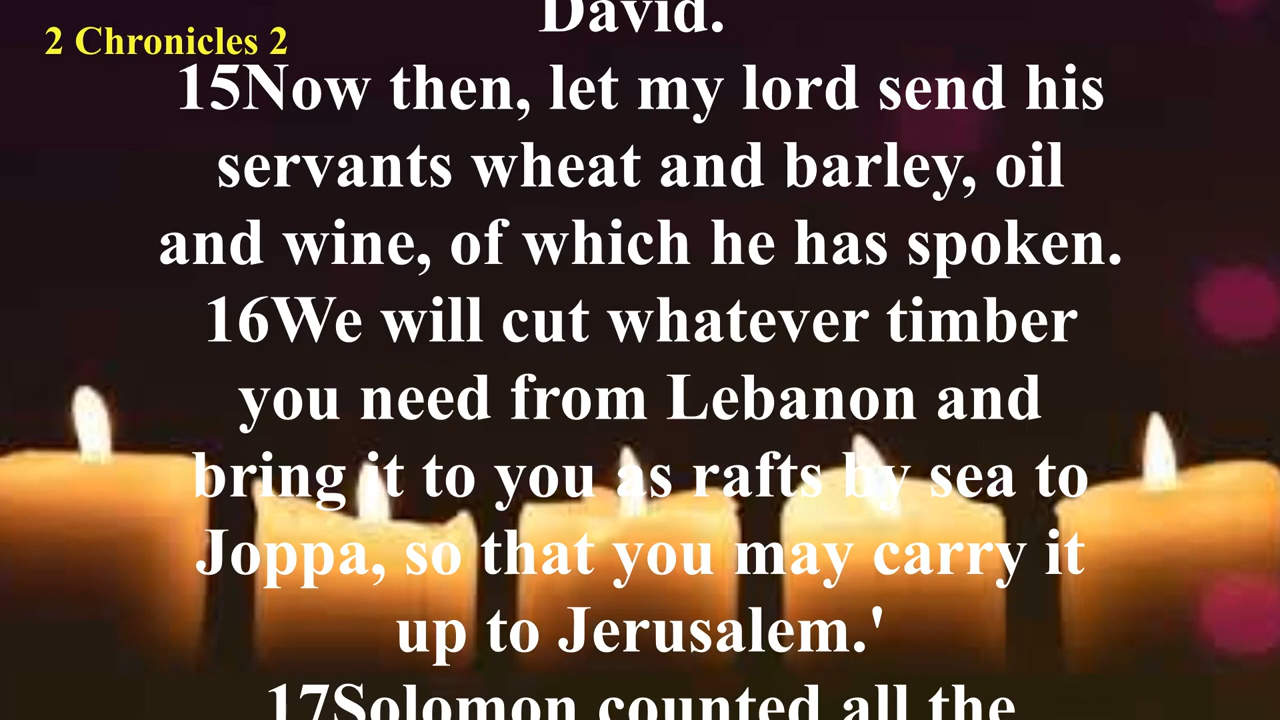 David.
2 Chronicles 2
15Now then, let my lord send his
servants wheat and barley, oil
and wine, of which he has spoken.
16We will cut whatever timber
you need from Lebanon and
bring it to you as rafts by sea to
Joppa, so that you may carry it
up to Jerusalem.'
17Solomon counted all the